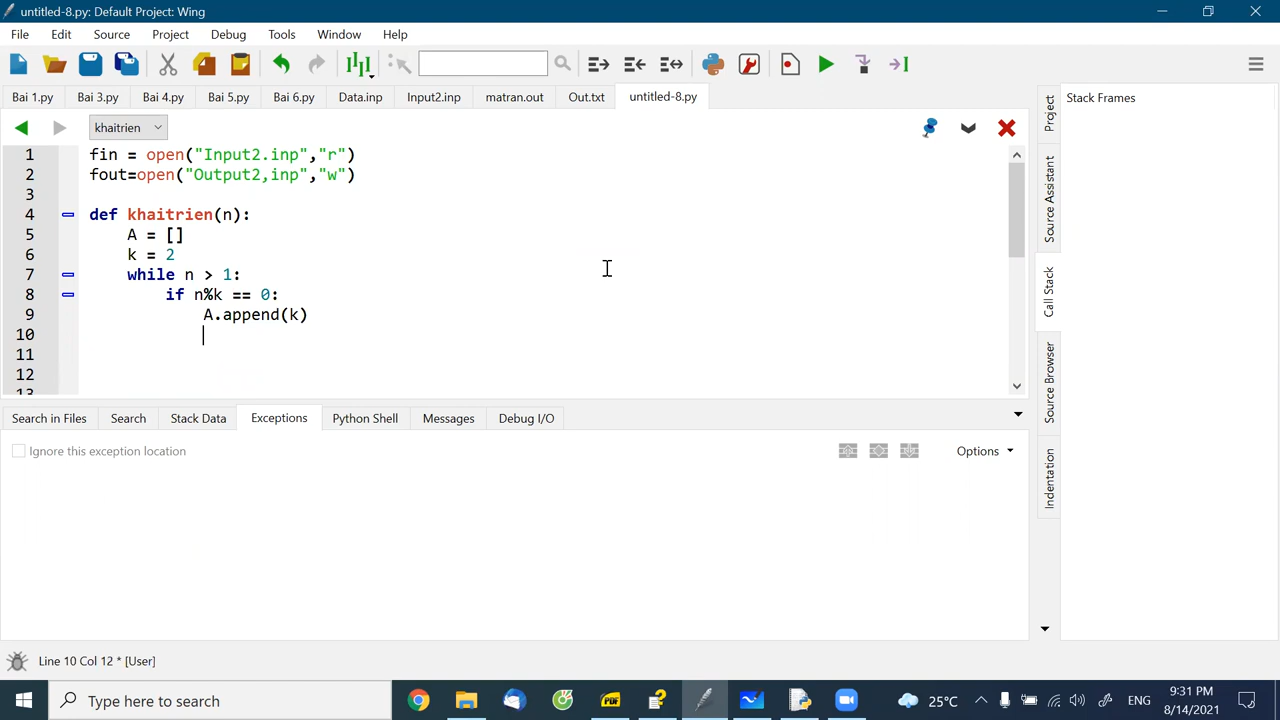 untitled-8.py: Default Project: Wing
File Edit Source Project Debug Tools Window Help
Bai 1.py Bai 3.py Bai 4.py Bai 5.py Bai 6.py Data.inp Input2.inp matran.out Out.txt untitled-8.py
khaitrien
1 fin = open("Input2.inp","r")
2 fout=open("Output2,inp","w")
3
4 def khaitrien(n):
5 A = []
6 k = 2
7 while n > 1:
8 if n%k == 0:
9 A.append(k)
10
11
12
13
Search in Files Search Stack Data Exceptions Python Shell Messages Debug I/O
Ignore this exception location Options
Stack Frames
Project
Source Assistant
Call Stack
Source Browser
Indentation
Line 10 Col 12 * [User]
Type here to search
PDF
25°C ENG 9:31 PM
8/14/2021